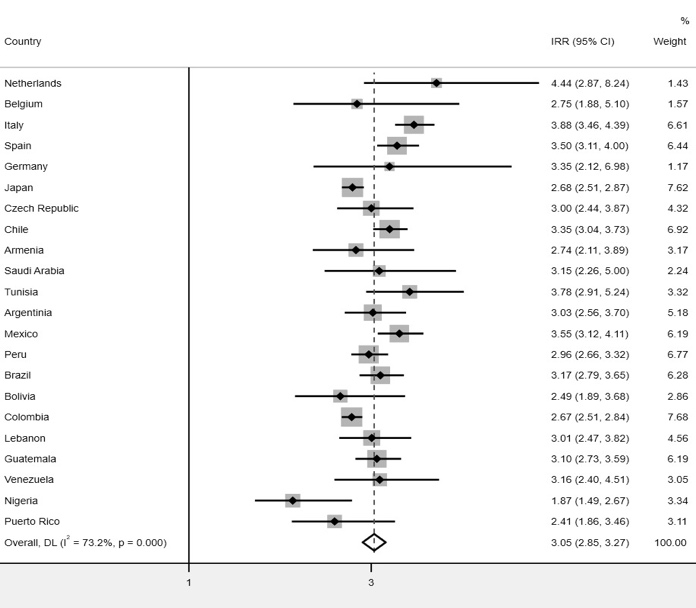 %
Country IRR (95% CI) Weight
Netherlands 4.44 (2.87, 8.24) 1.43
Belgium 2.75 (1.88, 5.10) 1.57
Italy 3.88 (3.46, 4.39) 6.61
Spain 3.50 (3.11, 4.00) 6.44
Germany 3.35 (2.12, 6.98) 1.17
Japan 2.68 (2.51, 2.87) 7.62
Czech Republic 3.00 (2.44, 3.87) 4.32
Chile 3.35 (3.04, 3.73) 6.92
Armenia 2.74 (2.11, 3.89) 3.17
Saudi Arabia 3.15 (2.26, 5.00) 2.24
Tunisia 3.78 (2.91, 5.24) 3.32
Argentinia 3.03 (2.56, 3.70) 5.18
Mexico 3.55 (3.12, 4.11) 6.19
Peru 2.96 (2.66, 3.32) 6.77
Brazil 3.17 (2.79, 3.65) 6.28
Bolivia 2.49 (1.89, 3.68) 2.86
Colombia 2.67 (2.51, 2.84) 7.68
Lebanon 3.01 (2.47, 3.82) 4.56
Guatemala 3.10 (2.73, 3.59) 6.19
Venezuela 3.16 (2.40, 4.51) 3.05
Nigeria 1.87 (1.49, 2.67) 3.34
Puerto Rico 2.41 (1.86, 3.46) 3.11
Overall, DL (I² = 73.2%, p = 0.000) 3.05 (2.85, 3.27) 100.00
1 3